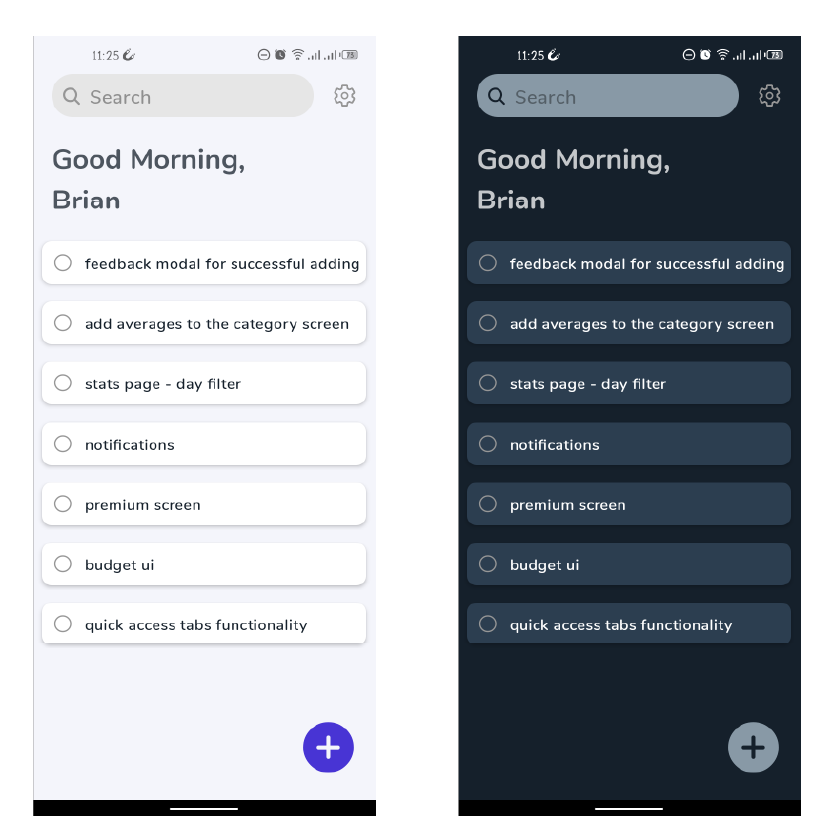 11:25
73
Search
Good Morning,
Brian
feedback modal for successful adding
add averages to the category screen
stats page - day filter
notifications
premium screen
budget ui
quick access tabs functionality
11:25
73
Search
Good Morning,
Brian
feedback modal for successful adding
add averages to the category screen
stats page - day filter
notifications
premium screen
budget ui
quick access tabs functionality